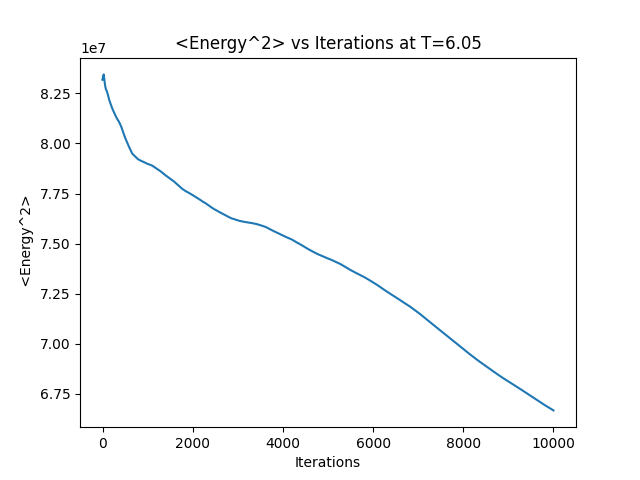 <Energy^2> vs Iterations at T=6.05
1e7
8.25
8.00
7.75
7.50
7.25
7.00
6.75
<Energy^2>
0 2000 4000 6000 8000 10000
Iterations